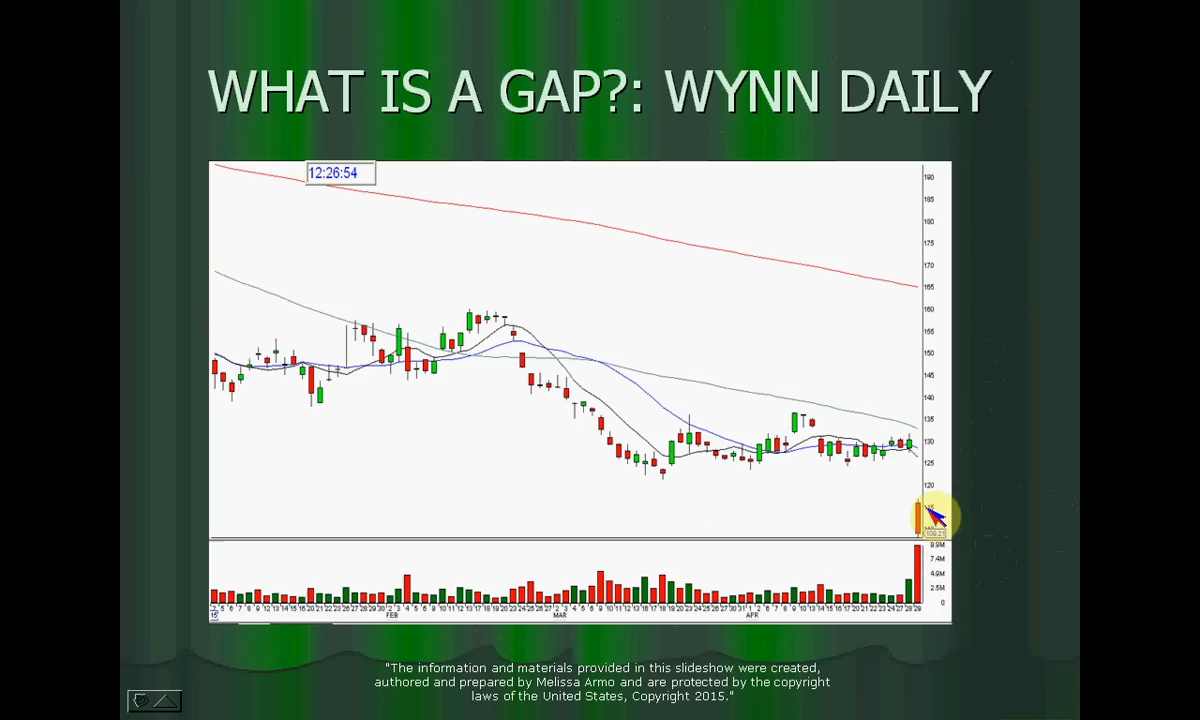 WHAT IS A GAP?: WYNN DAILY
12:26:54
190
185
180
175
170
165
160
155
150
145
140
135
130
125
120
115
109.21
9.9M
7.4M
4.9M
2.5M
0
FEB
MAR
APR
"The information and materials provided in this slideshow were created,
authored and prepared by Melissa Armo and are protected by the copyright
laws of the United States, Copyright 2015."